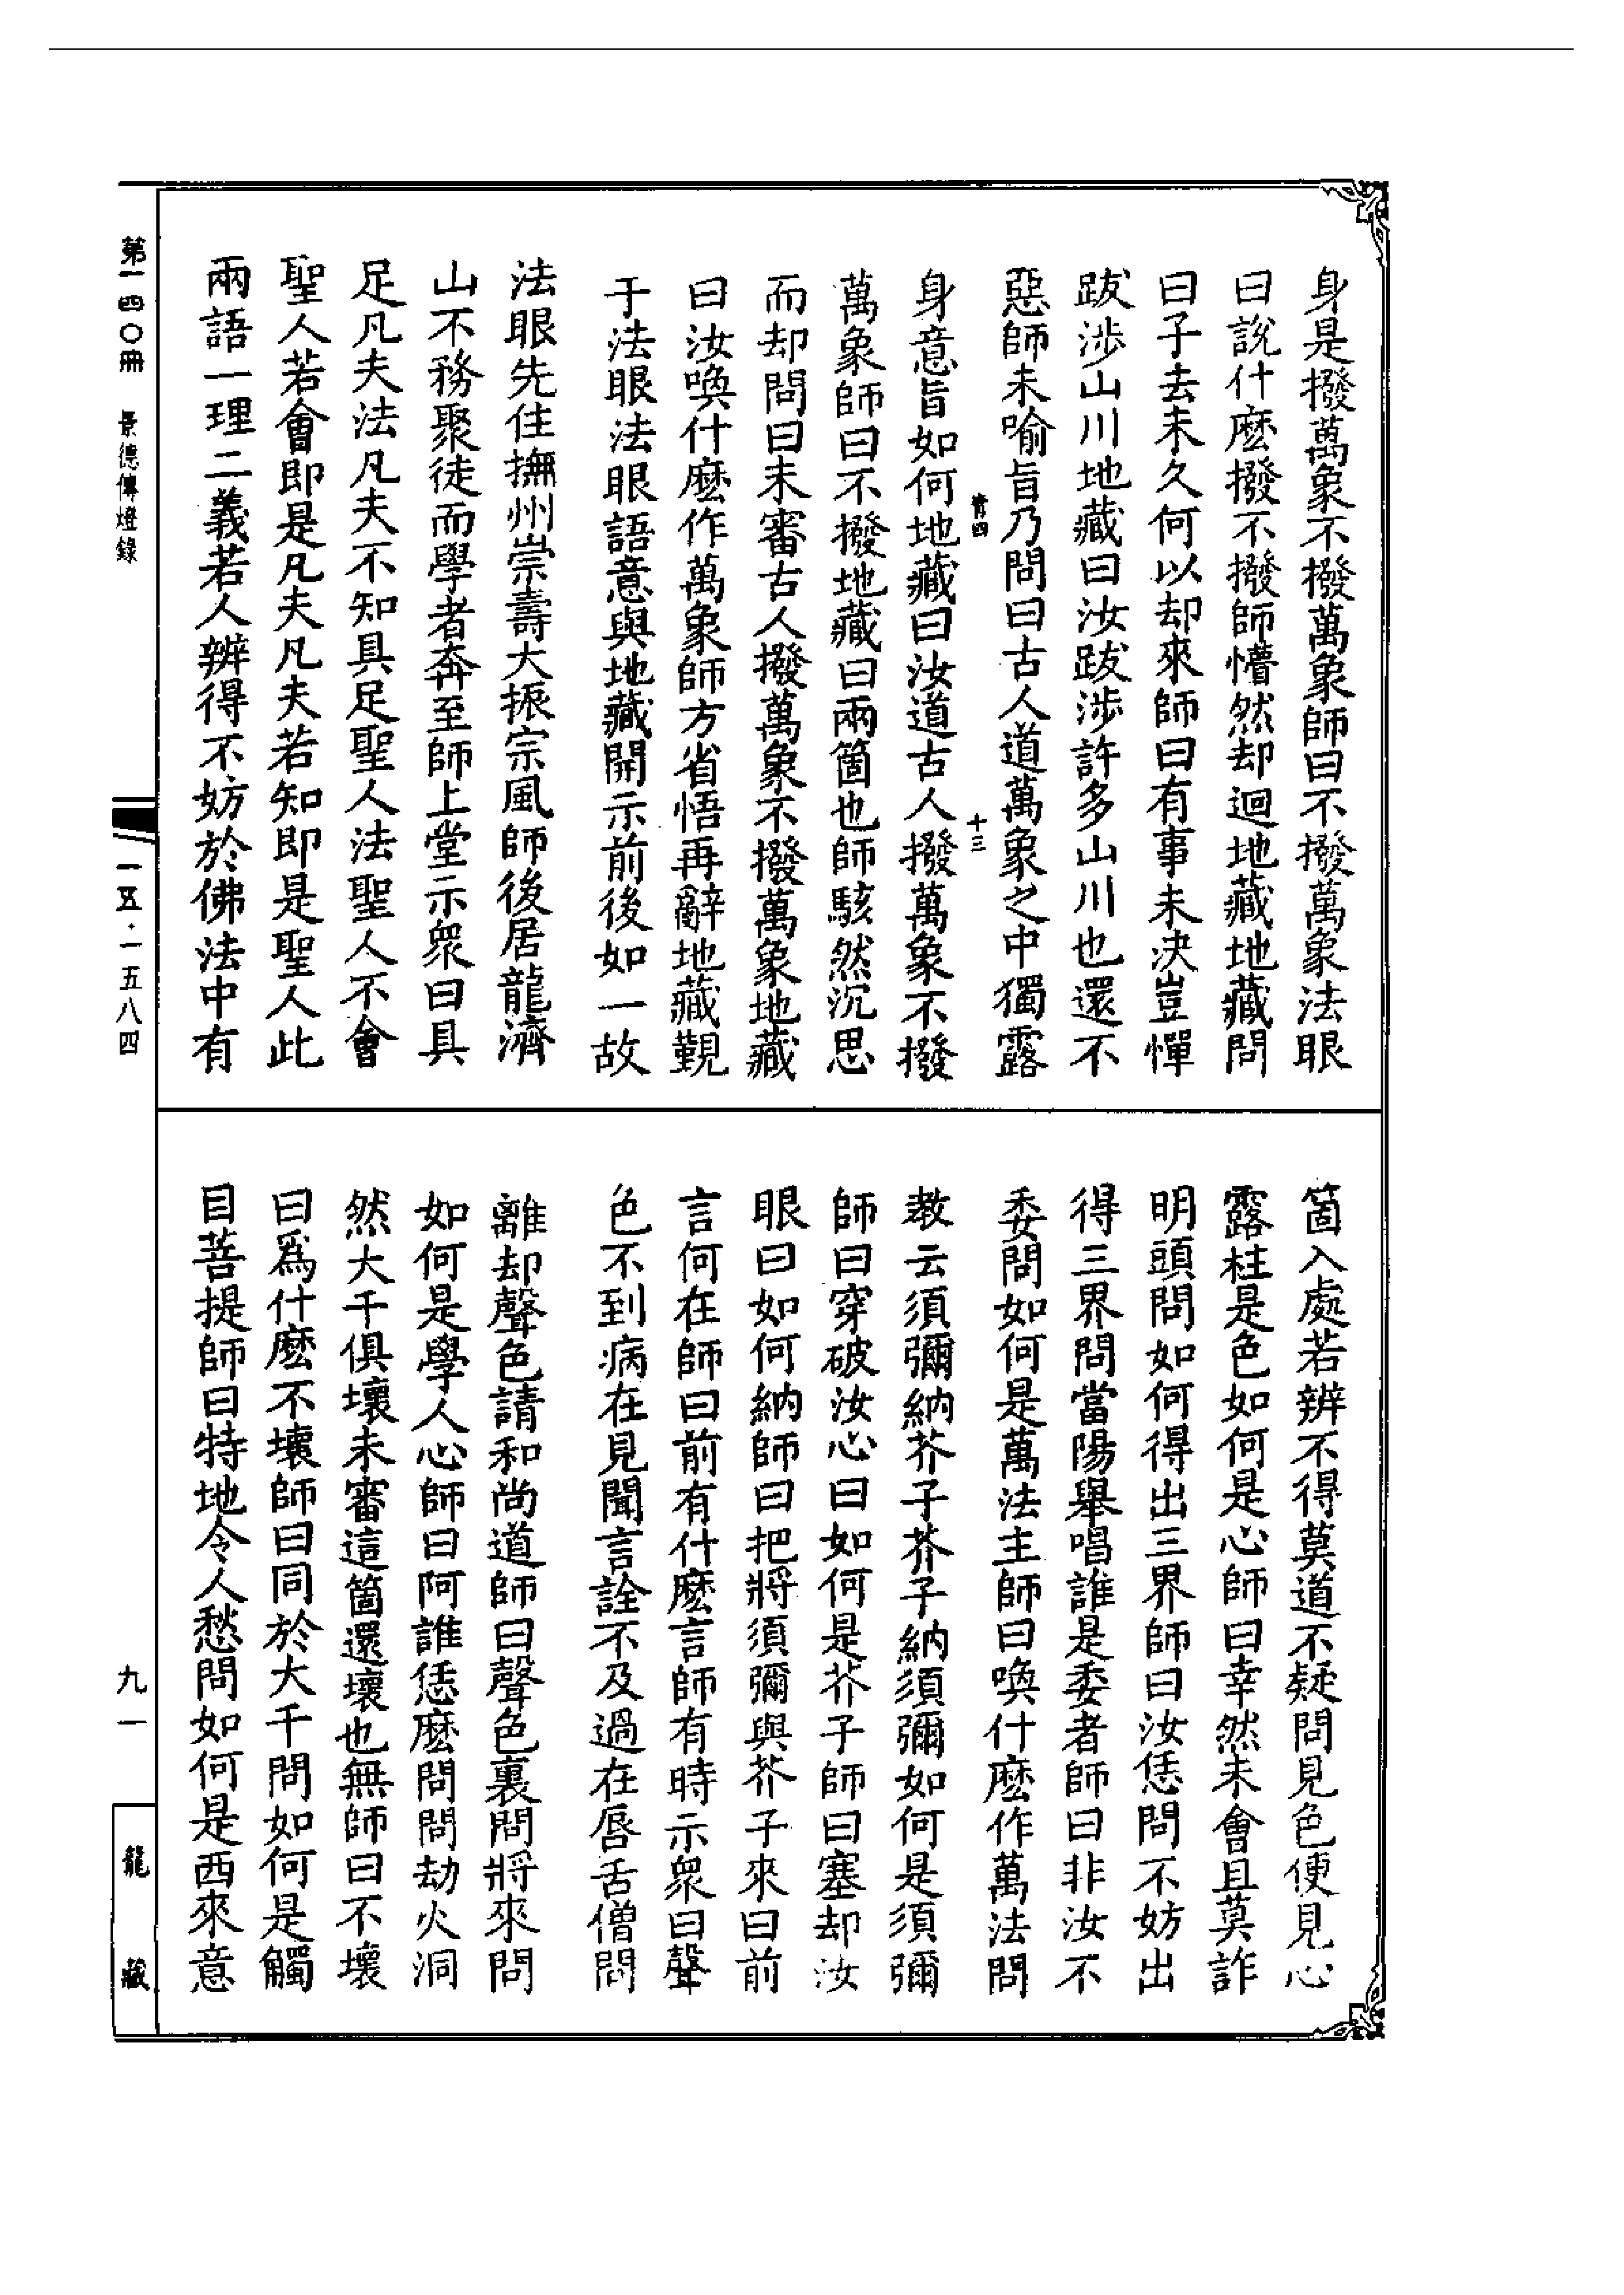 身是撥萬象不撥萬象師曰不撥萬象法眼
曰說什麽撥不撥師懵然却迴地藏地藏問
曰子去未久何以却來師曰有事未決豈憚
跋涉山川地藏曰汝跋涉許多山川也還不
惡師未喻旨乃問曰古人道萬象之中獨露
十三
身意旨如何地藏曰汝道古人撥萬象不撥
萬象師曰不撥地藏曰兩箇也師駭然沉思
而却問曰未審古人撥萬象不撥萬象地藏
曰汝喚什麽作萬象師方省悟再辭地藏覲
于法眼法眼語意與地藏開示前後如一故
法眼先住撫州崇壽大振宗風師後居龍濟
山不務聚徒而學者奔至師上堂示衆曰具
足凡夫法凡夫不知具足聖人法聖人不會
聖人若會即是凡夫凡夫若知即是聖人此
兩語一理二義若人辨得不妨於佛法中有
箇入處若辨不得莫道不疑問見色便見心
露柱是色如何是心師曰幸然未會且莫詐
明頭問如何得出三界師曰汝恁問不妨出
得三界問當陽舉唱誰是委者師曰非汝不
委問如何是萬法主師曰喚什麽作萬法問
教云須彌納芥子芥子納須彌如何是須彌
師曰穿破汝心曰如何是芥子師曰塞却汝
眼曰如何納師曰把將須彌與芥子來曰前
言何在師曰前有什麽言師有時示衆曰聲
色不到病在見聞言詮不及過在唇舌僧問
離却聲色請和尚道師曰聲色裏問將來問
如何是學人心師曰阿誰恁麽問問劫火洞
然大千俱壞未審這箇還壞也無師曰不壞
曰爲什麽不壞師曰同於大千問如何是觸
目菩提師曰特地令人愁問如何是西來意
第一四〇冊 景德傳燈錄
一五·一五八四
九一
龍藏